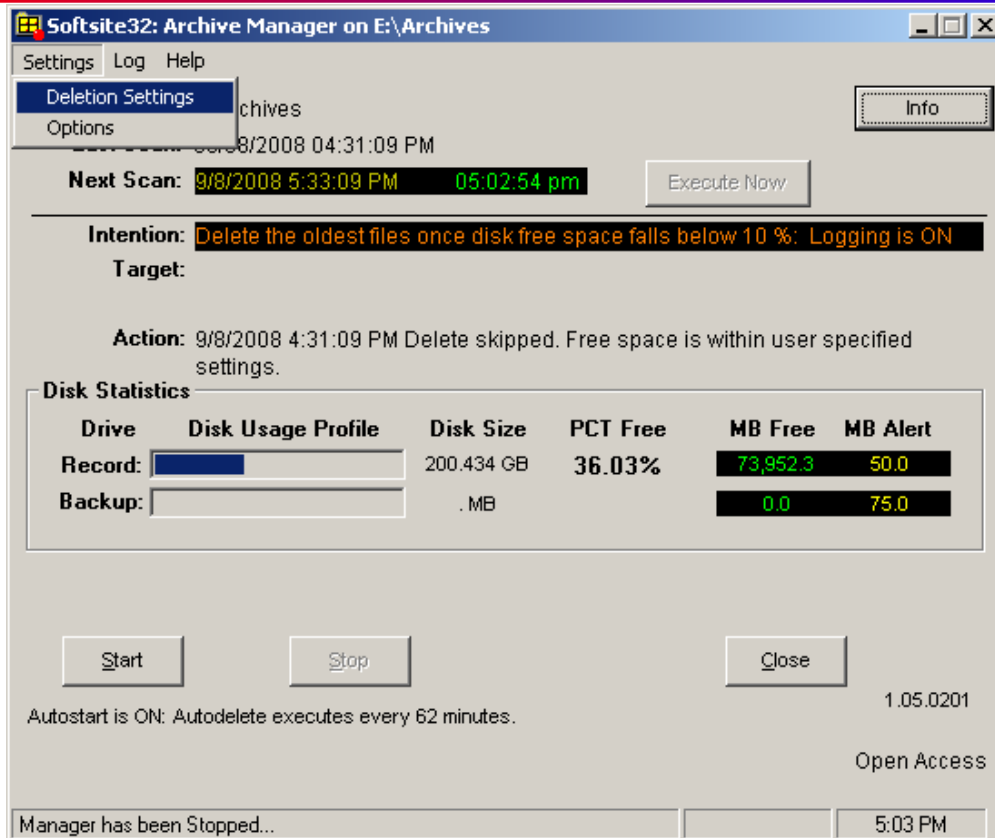 Softsite32: Archive Manager on E:\Archives
Settings Log Help
Deletion Settings
Options
chives
Info
8/2008 04:31:09 PM
Next Scan: 9/8/2008 5:33:09 PM 05:02:54 pm Execute Now
Intention: Delete the oldest files once disk free space falls below 10 %: Logging is ON
Target:
Action: 9/8/2008 4:31:09 PM Delete skipped. Free space is within user specified
settings.
Disk Statistics
Drive Disk Usage Profile Disk Size PCT Free MB Free MB Alert
Record: 200.434 GB 36.03% 73,952.3 50.0
Backup: . MB 0.0 75.0
Start Stop Close
1.05.0201
Autostart is ON: Autodelete executes every 62 minutes.
Open Access
Manager has been Stopped... 5:03 PM